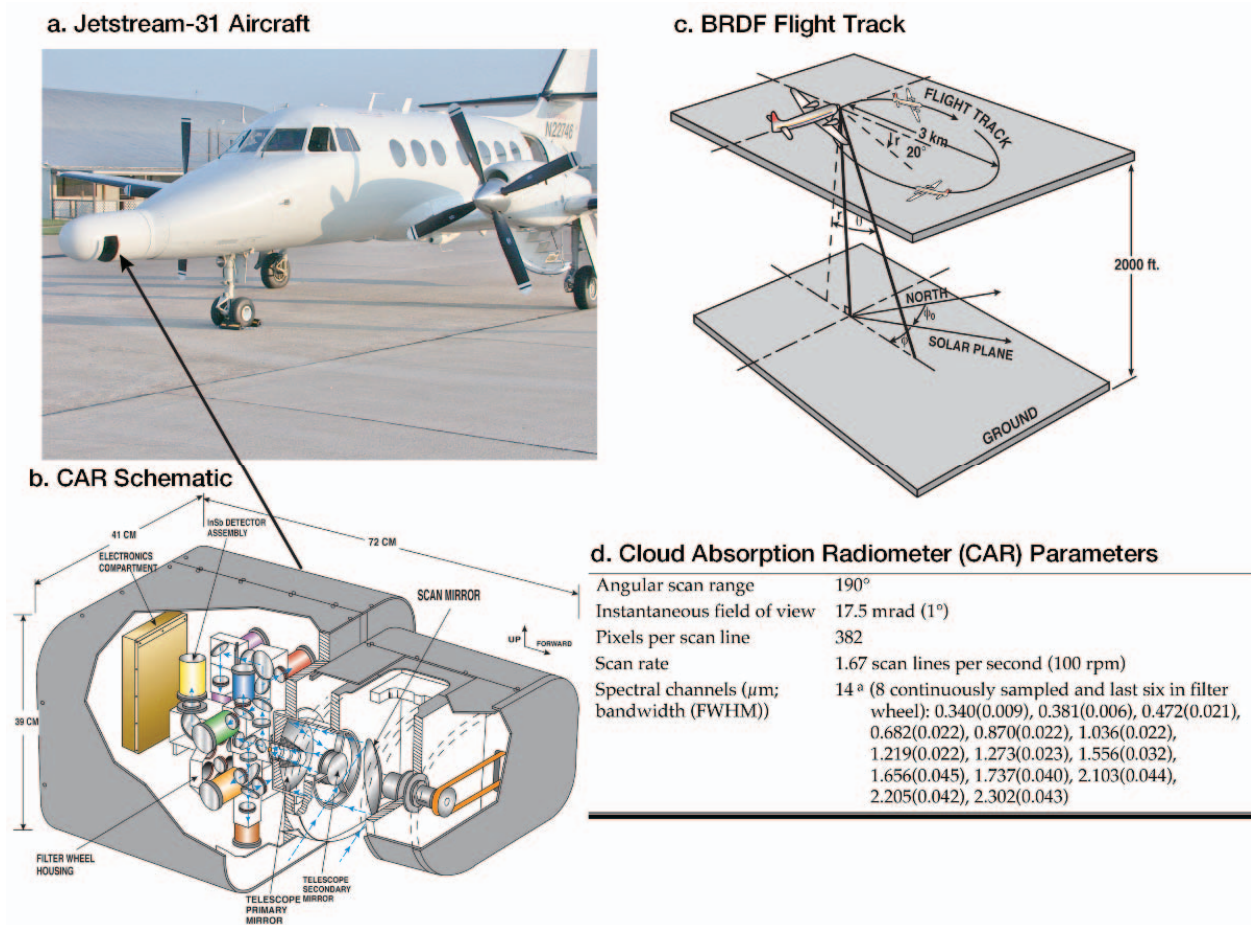 a. Jetstream-31 Aircraft
N22746
c. BRDF Flight Track
FLIGHT TRACK
3 km
r
20°
r
θ
2000 ft.
NORTH
ϕ₀
φ
SOLAR PLANE
GROUND
b. CAR Schematic
41 CM
InSb DETECTOR
ASSEMBLY
72 CM
ELECTRONICS
COMPARTMENT
SCAN MIRROR
UP
FORWARD
39 CM
FILTER WHEEL
HOUSING
TELESCOPE
PRIMARY
MIRROR
TELESCOPE
SECONDARY
MIRROR
d. Cloud Absorption Radiometer (CAR) Parameters
Angular scan range 190°
Instantaneous field of view 17.5 mrad (1°)
Pixels per scan line 382
Scan rate 1.67 scan lines per second (100 rpm)
Spectral channels (μm; 14 ᵃ (8 continuously sampled and last six in filter
bandwidth (FWHM)) wheel): 0.340(0.009), 0.381(0.006), 0.472(0.021),
0.682(0.022), 0.870(0.022), 1.036(0.022),
1.219(0.022), 1.273(0.023), 1.556(0.032),
1.656(0.045), 1.737(0.040), 2.103(0.044),
2.205(0.042), 2.302(0.043)